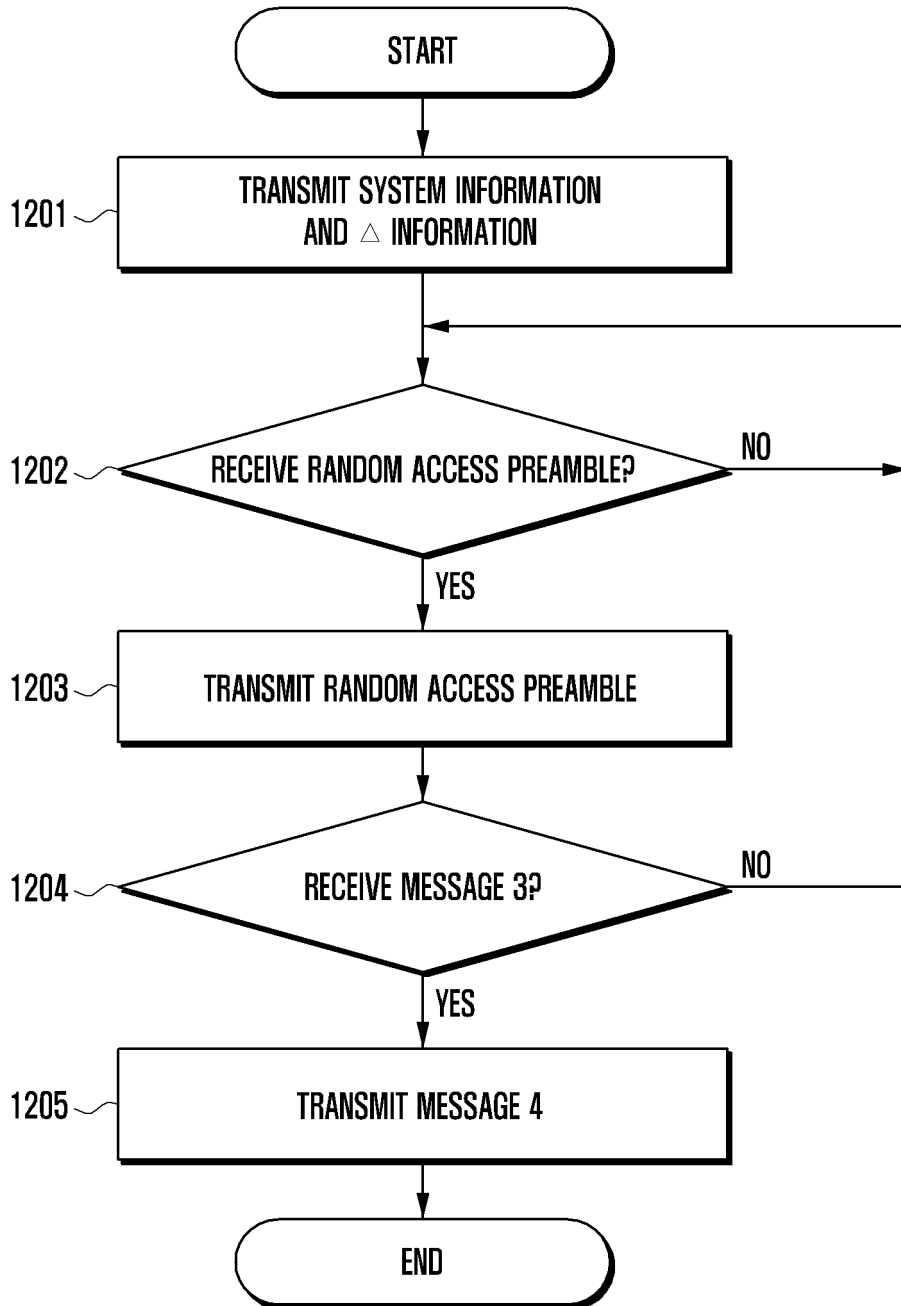 START
1201
TRANSMIT SYSTEM INFORMATION
AND △ INFORMATION
1202
RECEIVE RANDOM ACCESS PREAMBLE?
NO
YES
1203
TRANSMIT RANDOM ACCESS PREAMBLE
1204
RECEIVE MESSAGE 3?
NO
YES
1205
TRANSMIT MESSAGE 4
END